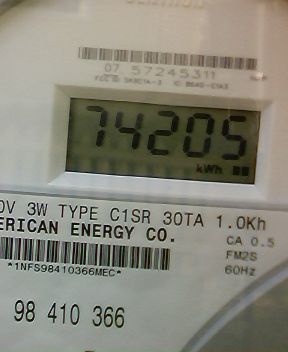 07 57245311
74205
kWh
0V 3W TYPE C1SR 30TA 1.0Kh
ERICAN ENERGY CO.
CA 0.5
*1NFS98410366MEC*
FM2S
60Hz
98 410 366